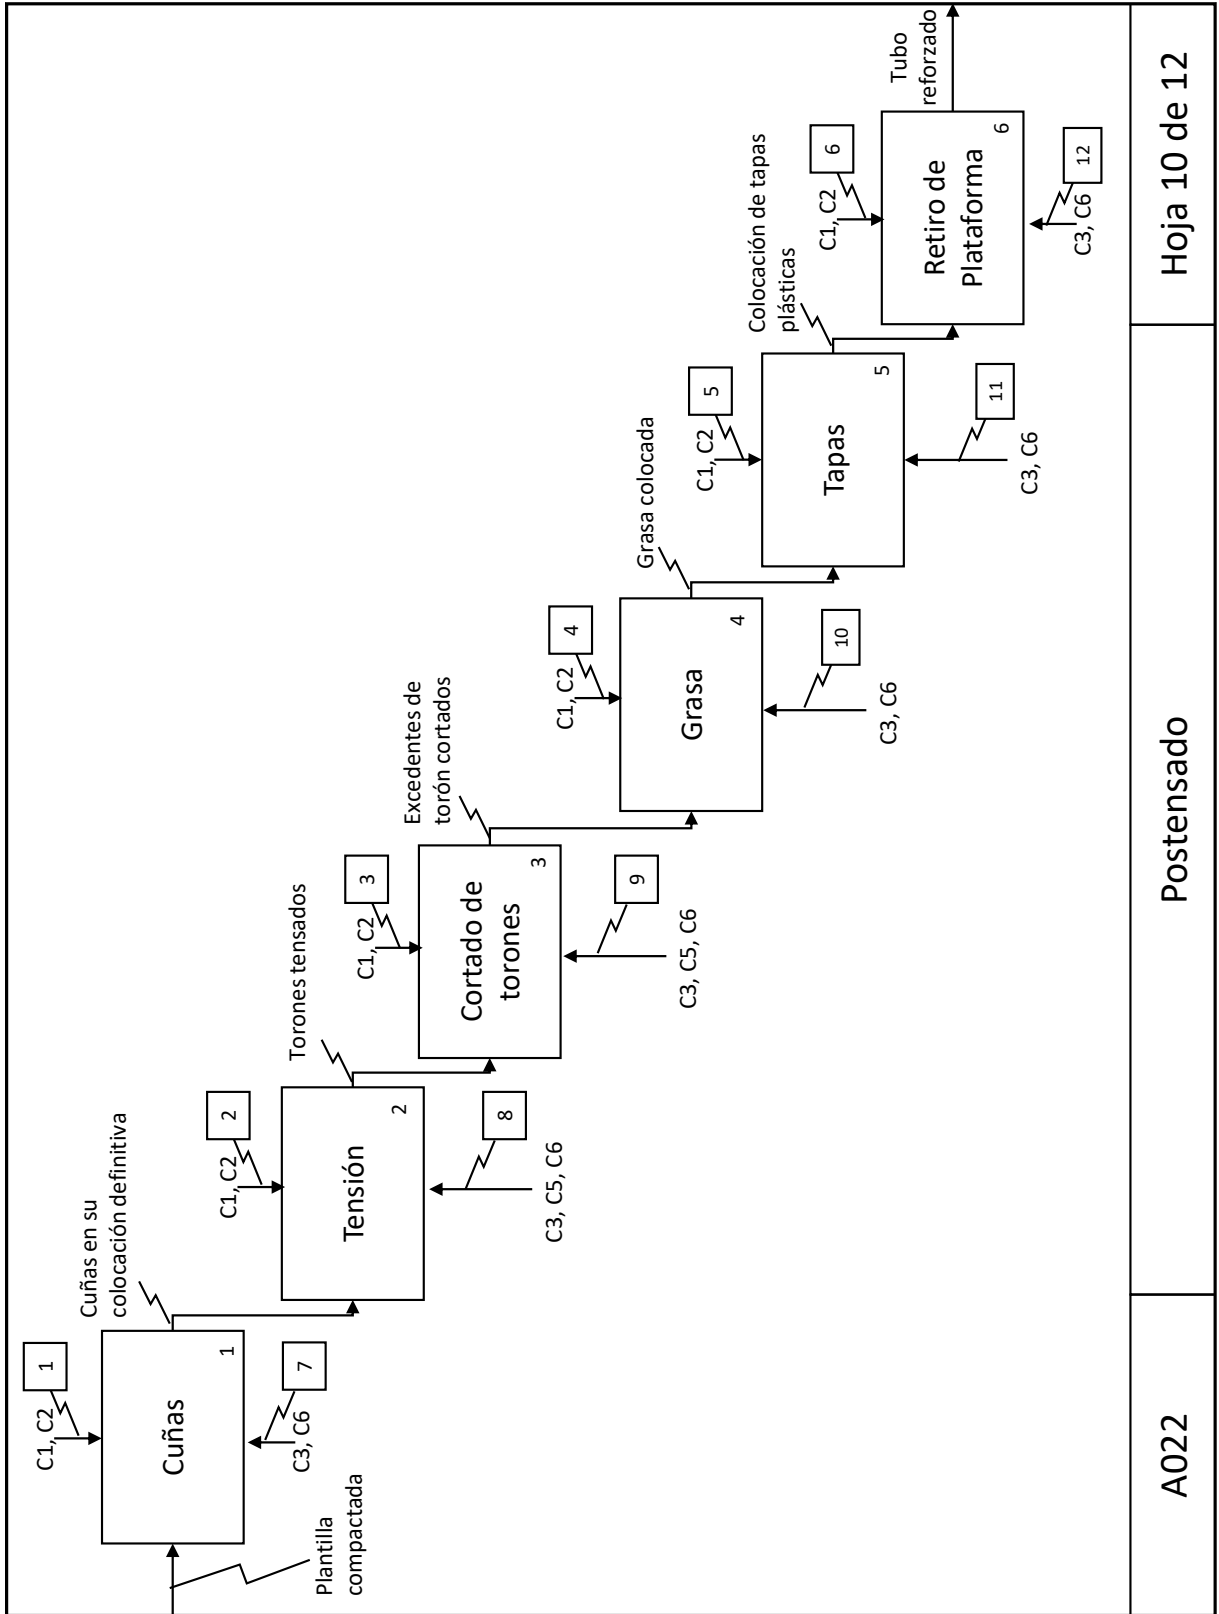 Plantilla
compactada
C1, C2
1
Cuñas
1
C3, C6
7
Cuñas en su
colocación definitiva
C1, C2
2
Tensión
2
C3, C5, C6
8
Torones tensados
C1, C2
3
Cortado de
torones
3
C3, C5, C6
9
Excedentes de
torón cortados
C1, C2
4
Grasa
4
C3, C6
10
Grasa colocada
C1, C2
5
Tapas
5
C3, C6
11
Colocación de tapas
plásticas
C1, C2
6
Retiro de
Plataforma
6
C3, C6
12
Tubo
reforzado
A022
Postensado
Hoja 10 de 12